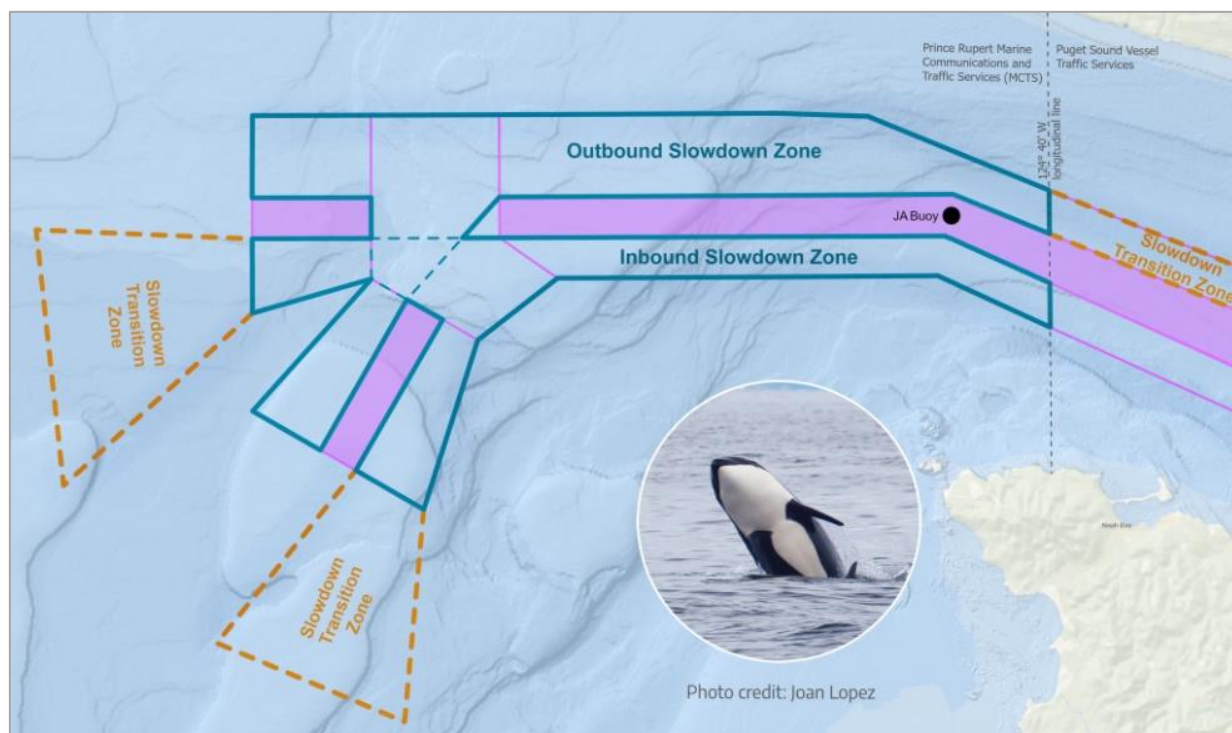 Prince Rupert Marine
Communications and
Traffic Services (MCTS)
Puget Sound Vessel
Traffic Services
124° 40' W
longitudinal line
Outbound Slowdown Zone
JA Buoy
Inbound Slowdown Zone
Slowdown
Transition Zone
Slowdown
Transition
Zone
Slowdown
Transition
Zone
Neah Bay
Photo credit: Joan Lopez